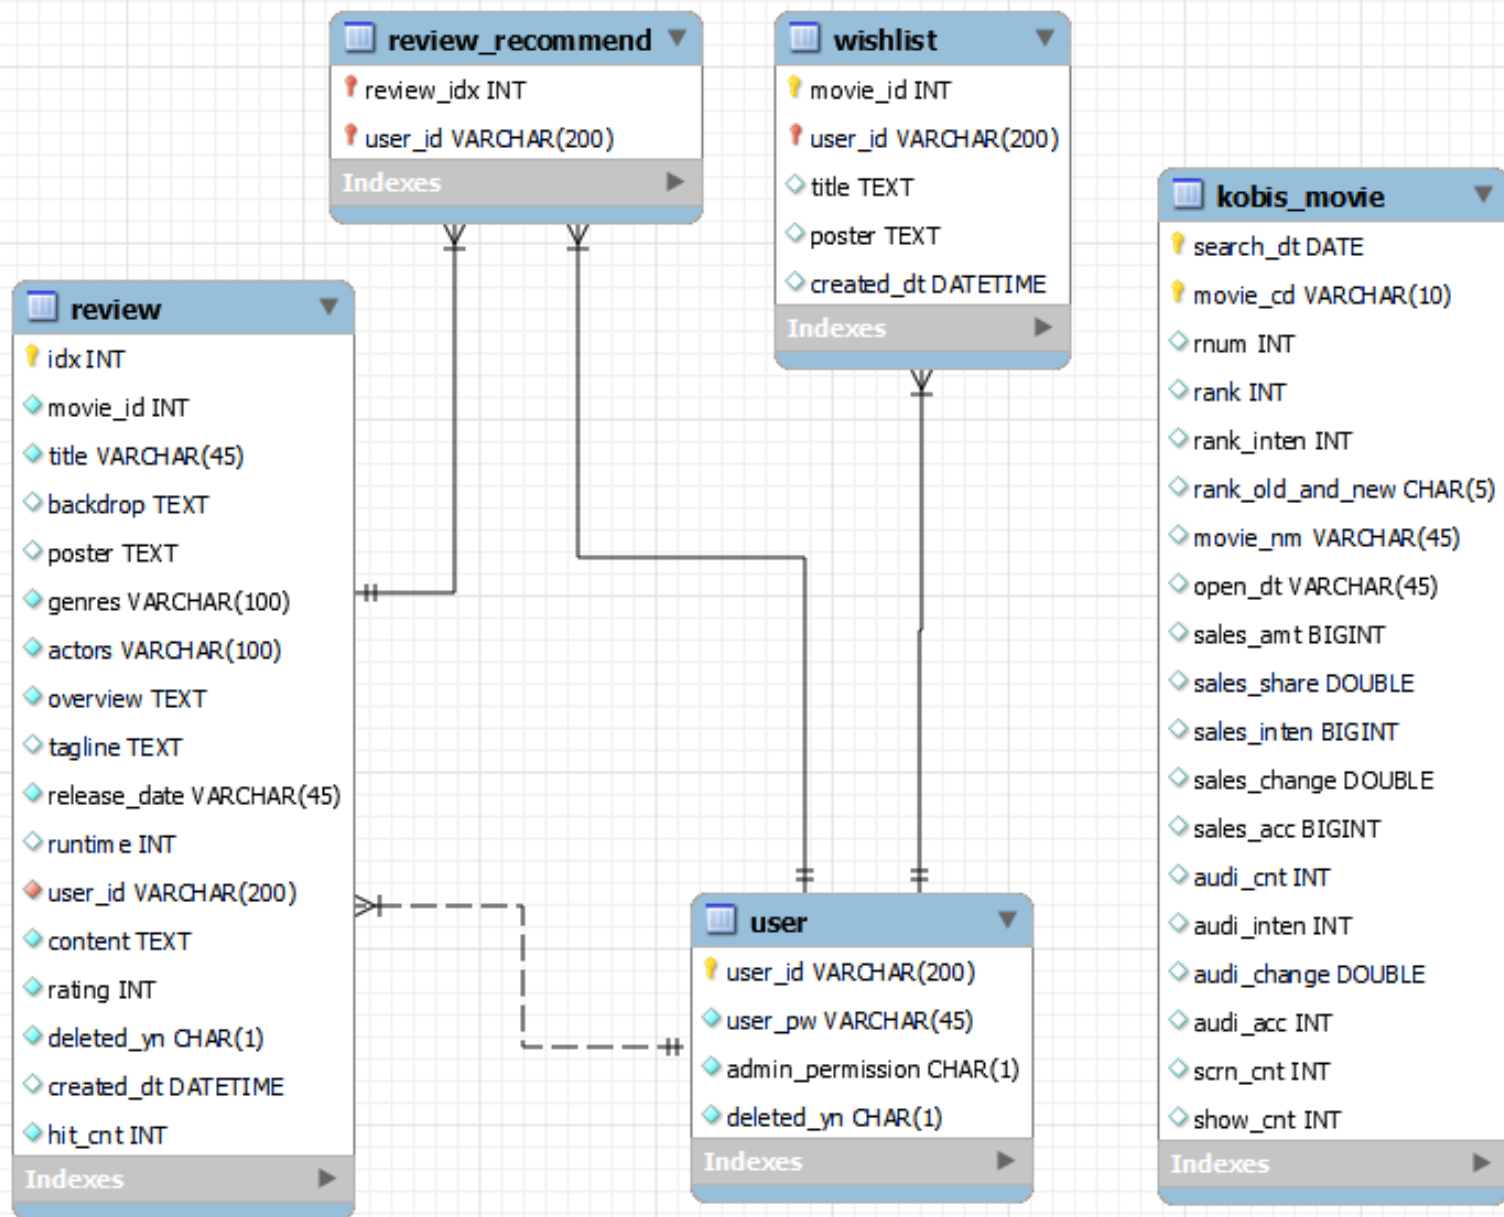 review_recommend
review_idx INT
user_id VARCHAR(200)
Indexes
wishlist
movie_id INT
user_id VARCHAR(200)
title TEXT
poster TEXT
created_dt DATETIME
Indexes
kobis_movie
search_dt DATE
movie_cd VARCHAR(10)
rnum INT
rank INT
rank_inten INT
rank_old_and_new CHAR(5)
movie_nm VARCHAR(45)
open_dt VARCHAR(45)
sales_amt BIGINT
sales_share DOUBLE
sales_inten BIGINT
sales_change DOUBLE
sales_acc BIGINT
audi_cnt INT
audi_inten INT
audi_change DOUBLE
audi_acc INT
scrn_cnt INT
show_cnt INT
Indexes
review
idx INT
movie_id INT
title VARCHAR(45)
backdrop TEXT
poster TEXT
genres VARCHAR(100)
actors VARCHAR(100)
overview TEXT
tagline TEXT
release_date VARCHAR(45)
runtime INT
user_id VARCHAR(200)
content TEXT
rating INT
deleted_yn CHAR(1)
created_dt DATETIME
hit_cnt INT
Indexes
user
user_id VARCHAR(200)
user_pw VARCHAR(45)
admin_permission CHAR(1)
deleted_yn CHAR(1)
Indexes